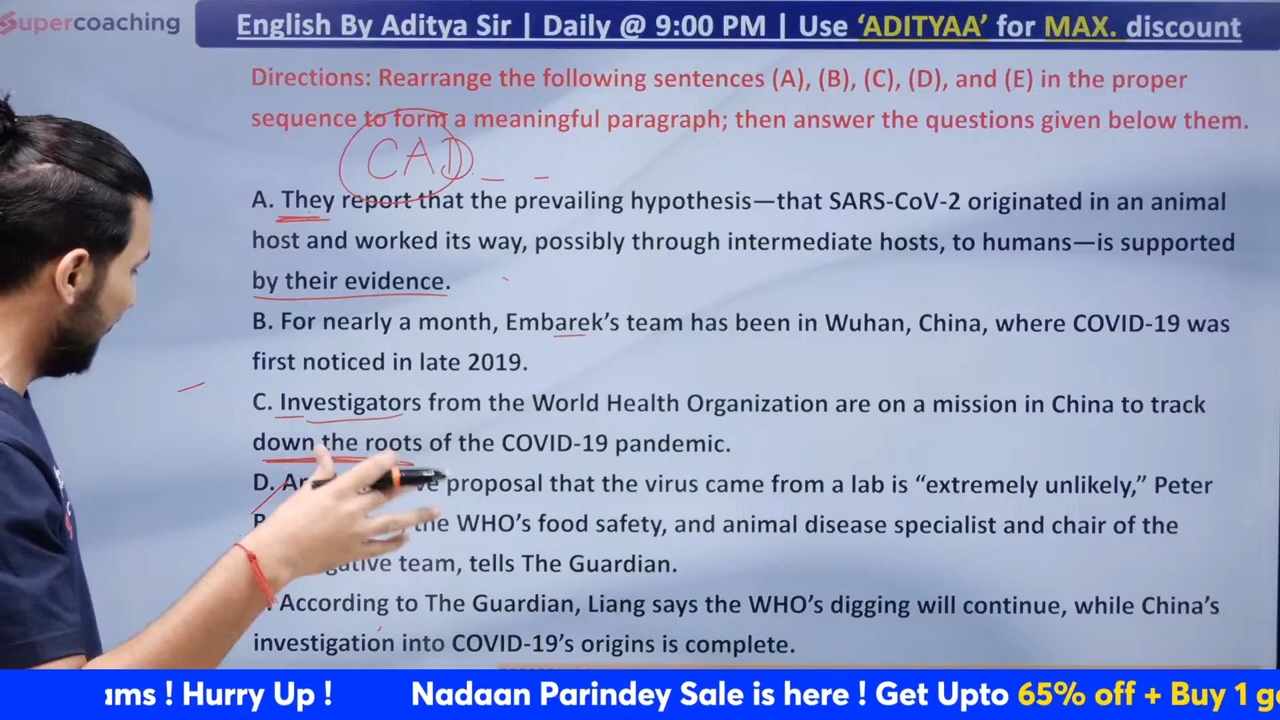 Supercoaching
English By Aditya Sir | Daily @ 9:00 PM | Use ‘ADITYAA’ for MAX. discount
Directions: Rearrange the following sentences (A), (B), (C), (D), and (E) in the proper
sequence to form a meaningful paragraph; then answer the questions given below them.
CAD _ _
A. They report that the prevailing hypothesis—that SARS-CoV-2 originated in an animal
host and worked its way, possibly through intermediate hosts, to humans—is supported
by their evidence.
B. For nearly a month, Embarek’s team has been in Wuhan, China, where COVID-19 was
first noticed in late 2019.
C. Investigators from the World Health Organization are on a mission in China to track
down the roots of the COVID-19 pandemic.
D. proposal that the virus came from a lab is “extremely unlikely,” Peter
the WHO’s food safety, and animal disease specialist and chair of the
team, tells The Guardian.
According to The Guardian, Liang says the WHO’s digging will continue, while China’s
investigation into COVID-19’s origins is complete.
ams ! Hurry Up ! Nadaan Parindey Sale is here ! Get Upto 65% off + Buy 1